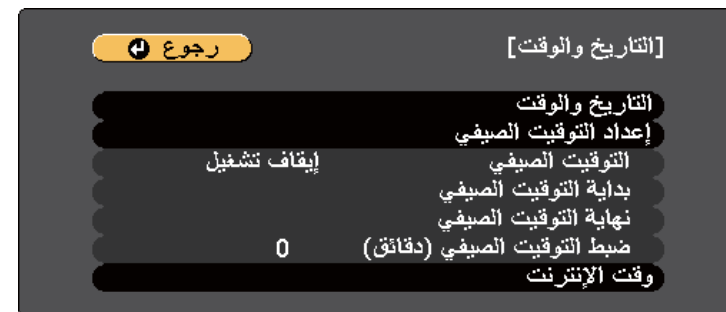 [التاريخ والوقت] رجوع
التاريخ والوقت
إعداد التوقيت الصيفي
التوقيت الصيفي إيقاف تشغيل
بداية التوقيت الصيفي
نهاية التوقيت الصيفي
ضبط التوقيت الصيفي (دقائق) 0
وقت الإنترنت